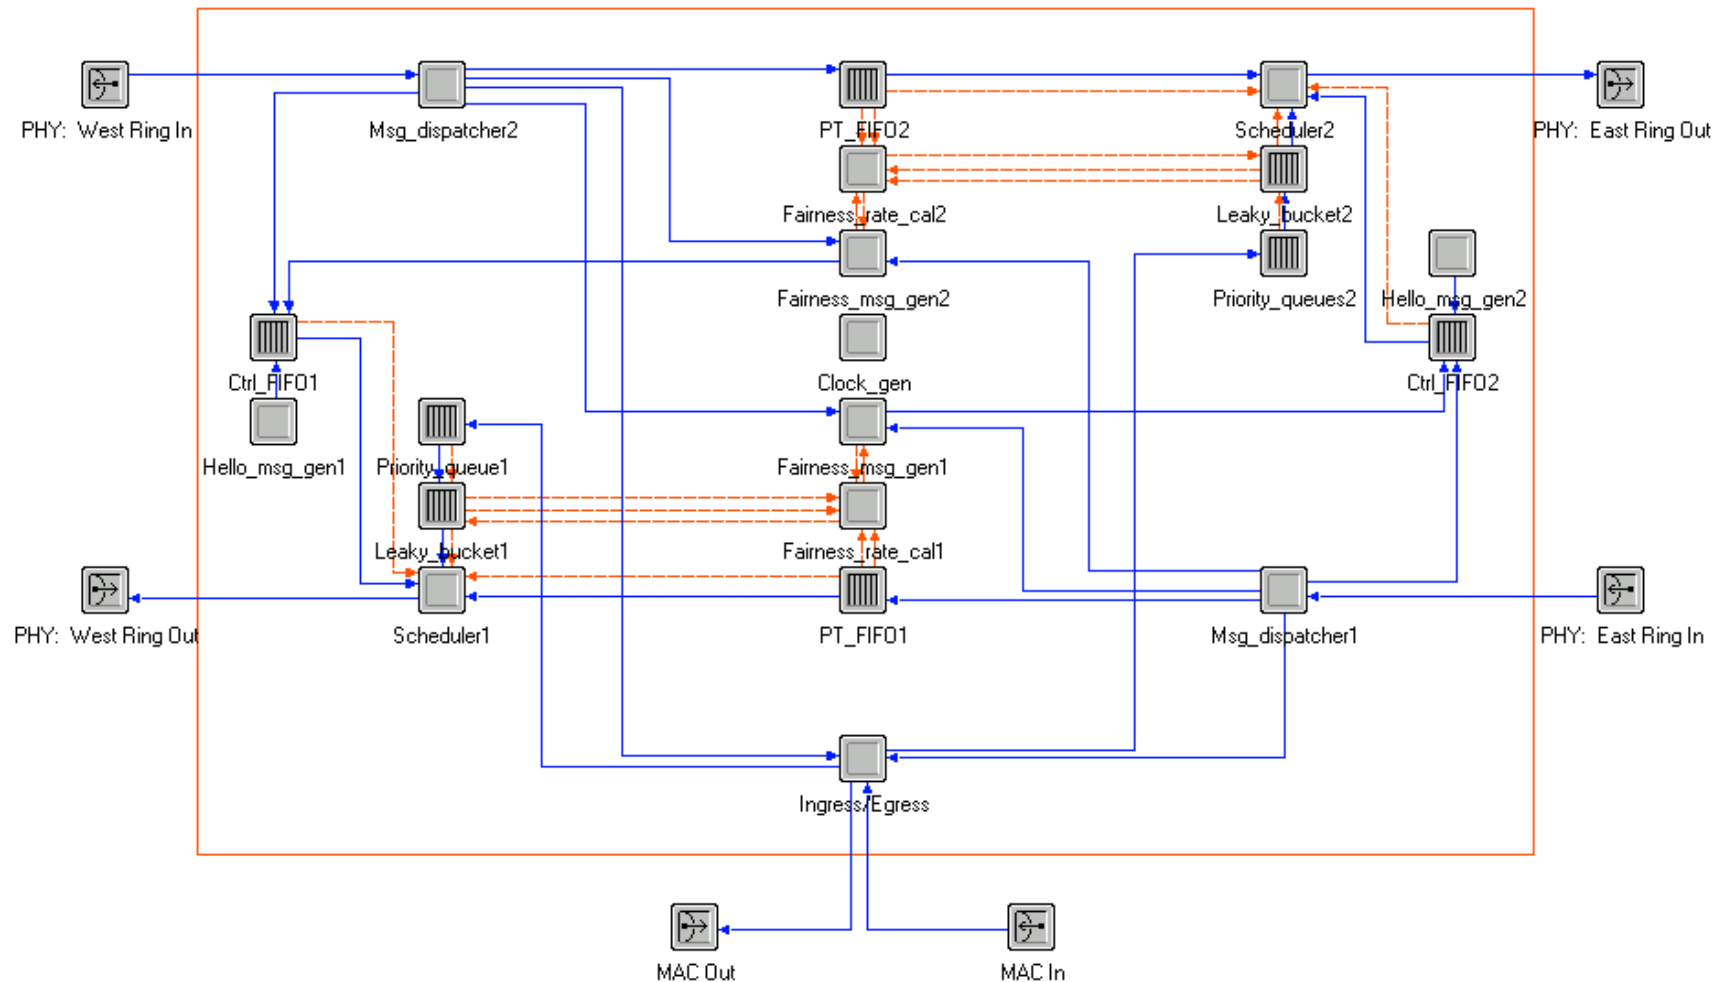 PHY: West Ring In
Msg_dispatcher2
PT_FIFO2
Scheduler2
PHY: East Ring Out
Fairness_rate_cal2
Leaky_bucket2
Fairness_msg_gen2
Priority_queues2
Hello_msg_gen2
Ctrl_FIFO1
Clock_gen
Ctrl_FIFO2
Hello_msg_gen1
Priority_queue1
Fairness_msg_gen1
Leaky_bucket1
Fairness_rate_cal1
PHY: West Ring Out
Scheduler1
PT_FIFO1
Msg_dispatcher1
PHY: East Ring In
Ingress/Egress
MAC Out
MAC In